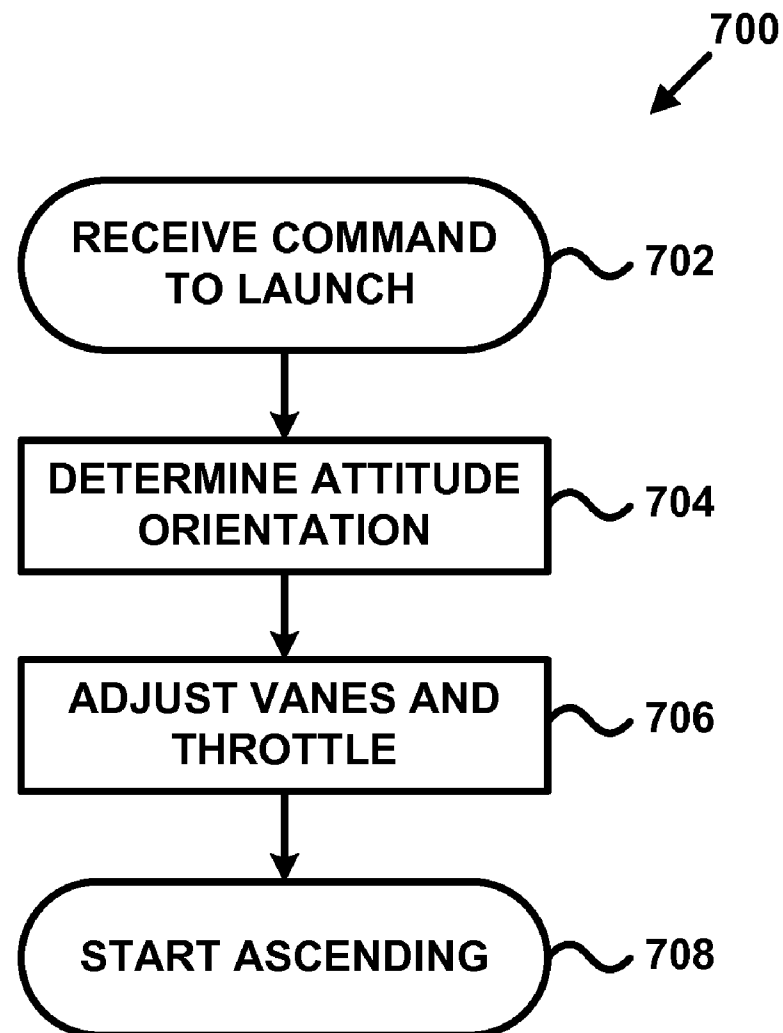 700
RECEIVE COMMAND
TO LAUNCH
702
DETERMINE ATTITUDE
ORIENTATION
704
ADJUST VANES AND
THROTTLE
706
START ASCENDING
708